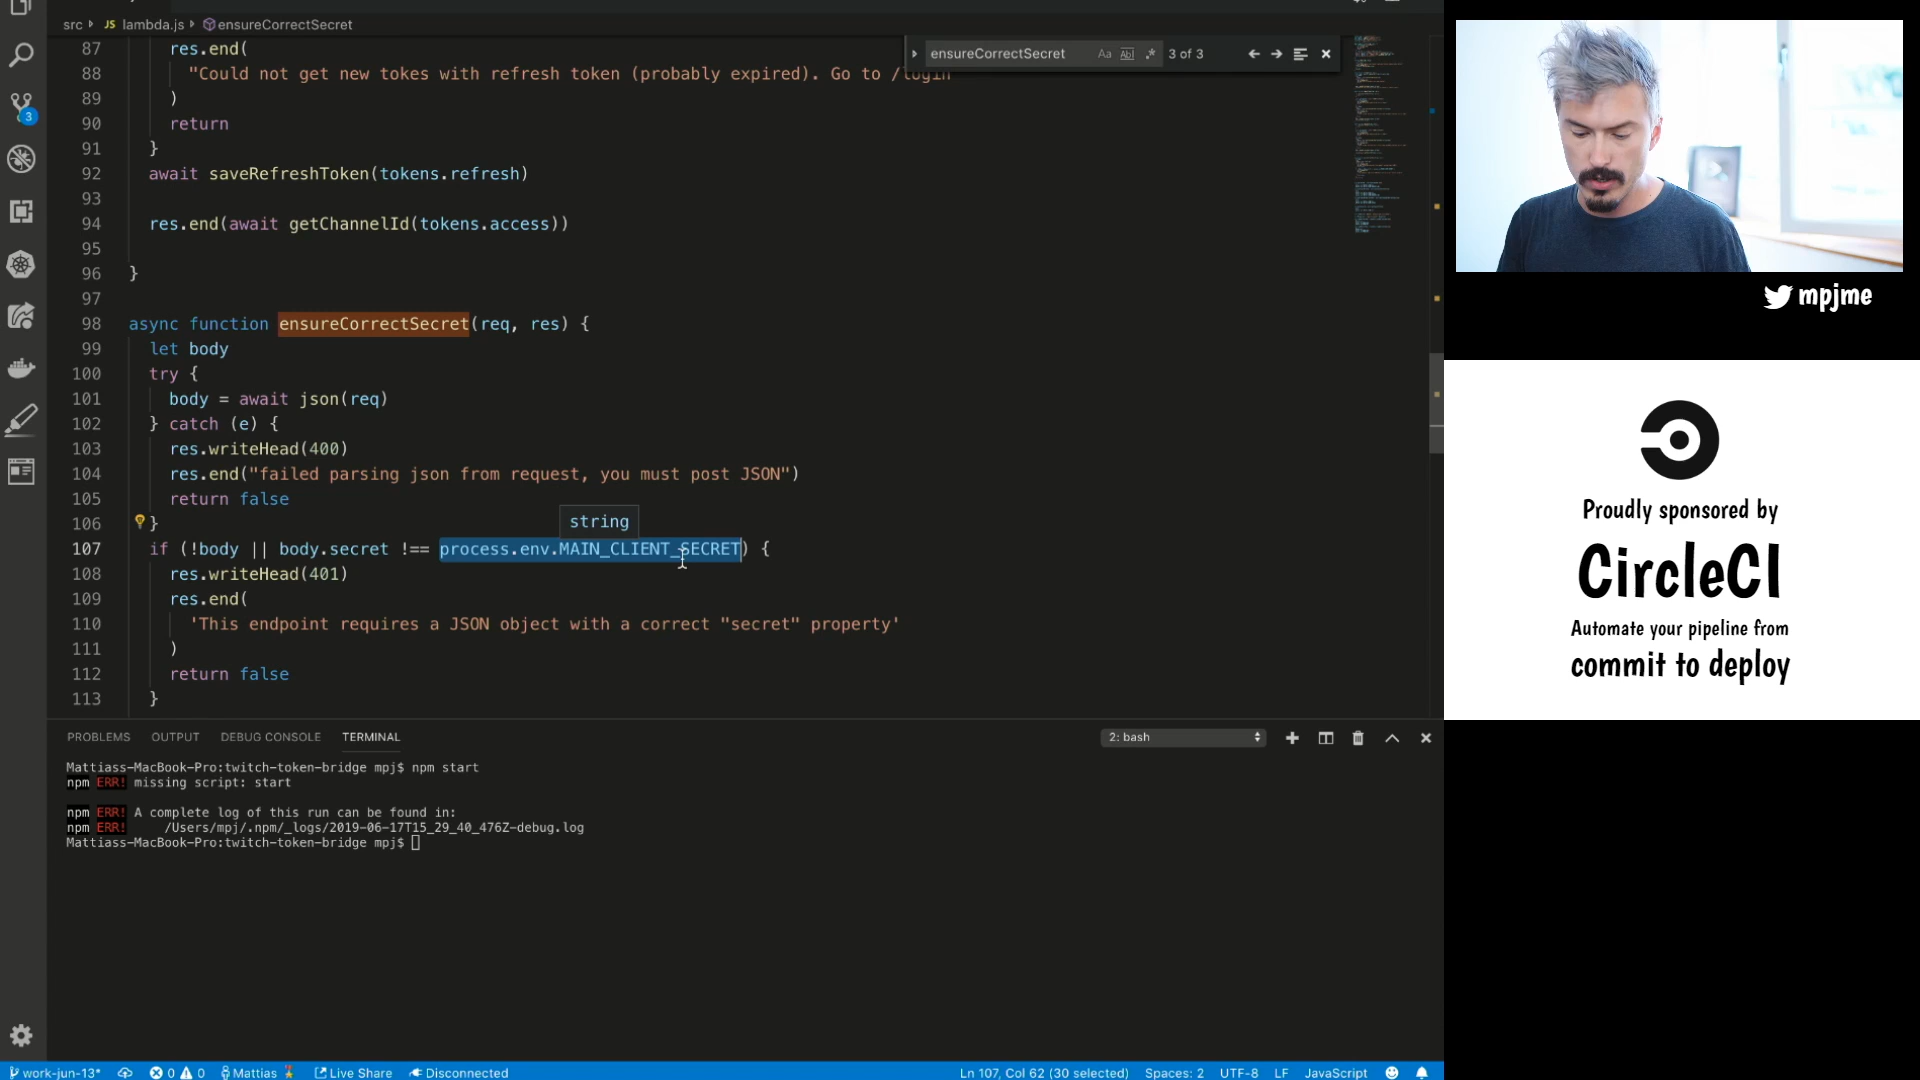 src JS lambda.js ensureCorrectSecret
ensureCorrectSecret Aa Abl .* 3 of 3
87 res.end(
88 "Could not get new tokes with refresh token (probably expired). Go to /login"
89 )
90 return
91 }
92 await saveRefreshToken(tokens.refresh)
93
94 res.end(await getChannelId(tokens.access))
95
96 }
97
98 async function ensureCorrectSecret(req, res) {
99 let body
100 try {
101 body = await json(req)
102 } catch (e) {
103 res.writeHead(400)
104 res.end("failed parsing json from request, you must post JSON")
105 return false
106 }
string
107 if (!body || body.secret !== process.env.MAIN_CLIENT_SECRET) {
108 res.writeHead(401)
109 res.end(
110 'This endpoint requires a JSON object with a correct "secret" property'
111 )
112 return false
113 }
3
PROBLEMS OUTPUT DEBUG CONSOLE TERMINAL 2: bash
Mattiass-MacBook-Pro:twitch-token-bridge mpj$ npm start
npm ERR! missing script: start
npm ERR! A complete log of this run can be found in:
npm ERR! /Users/mpj/.npm/_logs/2019-06-17T15_29_40_476Z-debug.log
Mattiass-MacBook-Pro:twitch-token-bridge mpj$
work-jun-13* 0 0 Mattias Live Share Disconnected Ln 107, Col 62 (30 selected) Spaces: 2 UTF-8 LF JavaScript
mpjme
Proudly sponsored by
CircleCI
Automate your pipeline from
commit to deploy